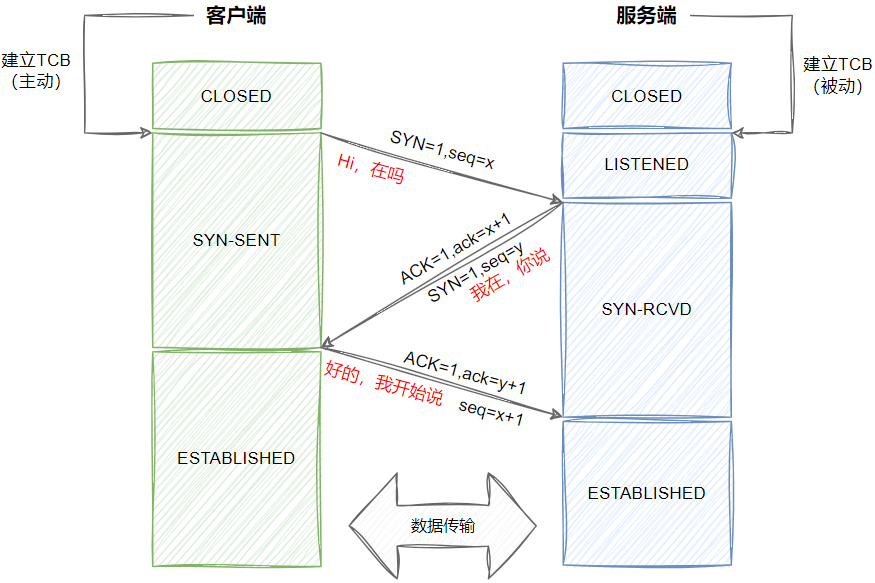 客户端
服务端
建立TCB
（主动）
建立TCB
（被动）
CLOSED
CLOSED
SYN=1,seq=x
Hi，在吗
LISTENED
SYN-SENT
ACK=1,ack=x+1
SYN=1,seq=y
我在，你说
SYN-RCVD
ACK=1,ack=y+1
好的，我开始说
seq=x+1
ESTABLISHED
ESTABLISHED
数据传输